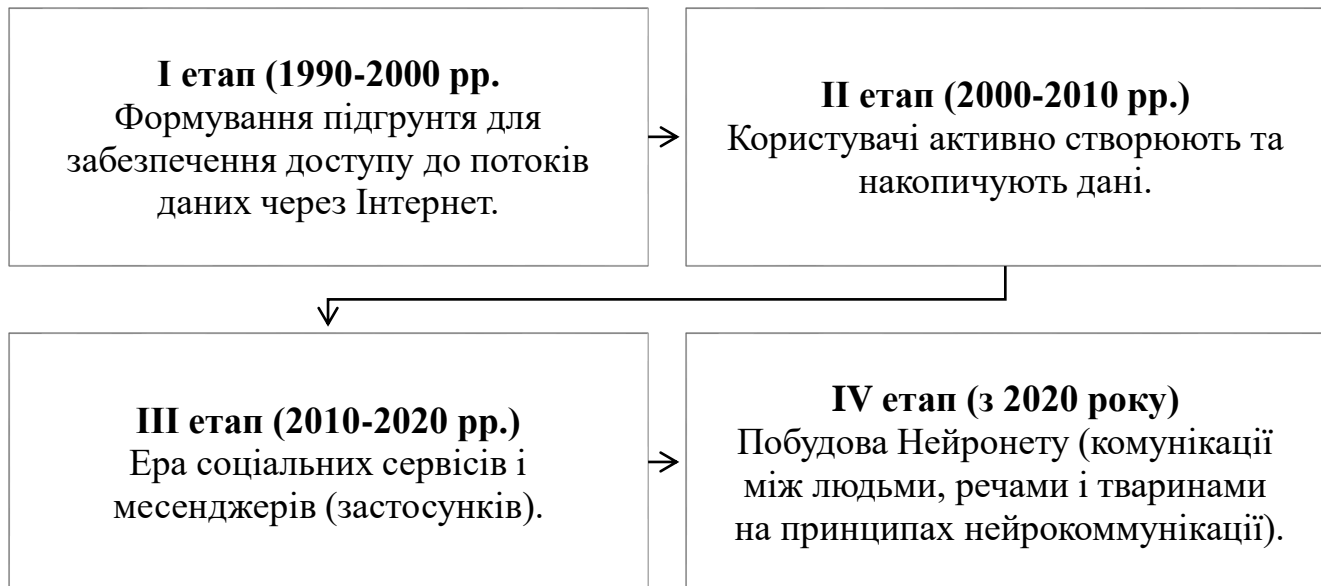 І етап (1990-2000 рр.
Формування підгрунтя для
забезпечення доступу до потоків
даних через Інтернет.
ІІ етап (2000-2010 рр.)
Користувачі активно створюють та
накопичують дані.
ІІІ етап (2010-2020 рр.)
Ера соціальних сервісів і
месенджерів (застосунків).
IV етап (з 2020 року)
Побудова Нейронету (комунікації
між людьми, речами і тваринами
на принципах нейрокоммунікації).